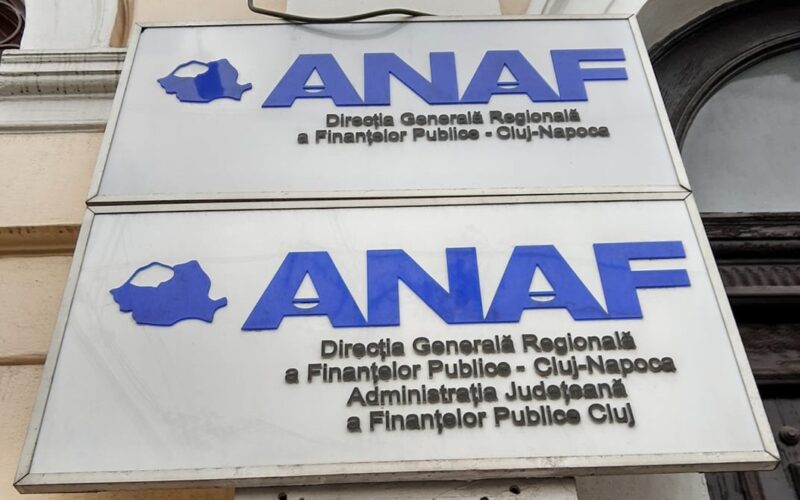 ANAF
Direcția Generală Regională
a Finanțelor Publice - Cluj-Napoca
ANAF
Direcția Generală Regională
a Finanțelor Publice - Cluj-Napoca
Administrația Județeană
a Finanțelor Publice Cluj